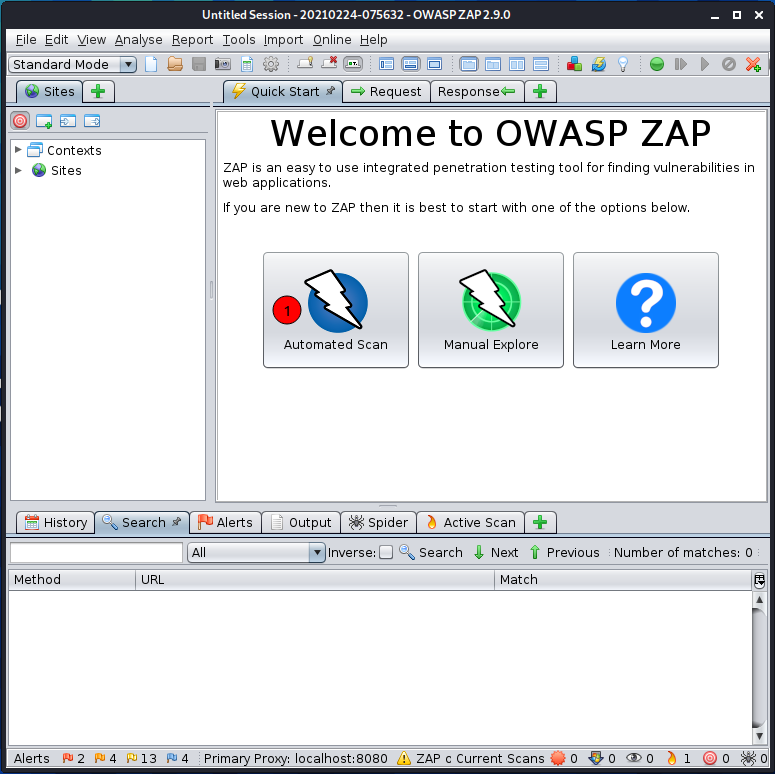 Untitled Session - 20210224-075632 - OWASP ZAP 2.9.0
File Edit View Analyse Report Tools Import Online Help
Standard Mode
Sites
Quick Start Request Response
Contexts
Sites
Welcome to OWASP ZAP
ZAP is an easy to use integrated penetration testing tool for finding vulnerabilities in
web applications.
If you are new to ZAP then it is best to start with one of the options below.
1
Automated Scan Manual Explore Learn More
History Search Alerts Output Spider Active Scan
All Inverse: Search Next Previous Number of matches: 0
Method URL Match
Alerts 2 4 13 4 Primary Proxy: localhost:8080 ZAP c Current Scans 0 0 0 1 0 0